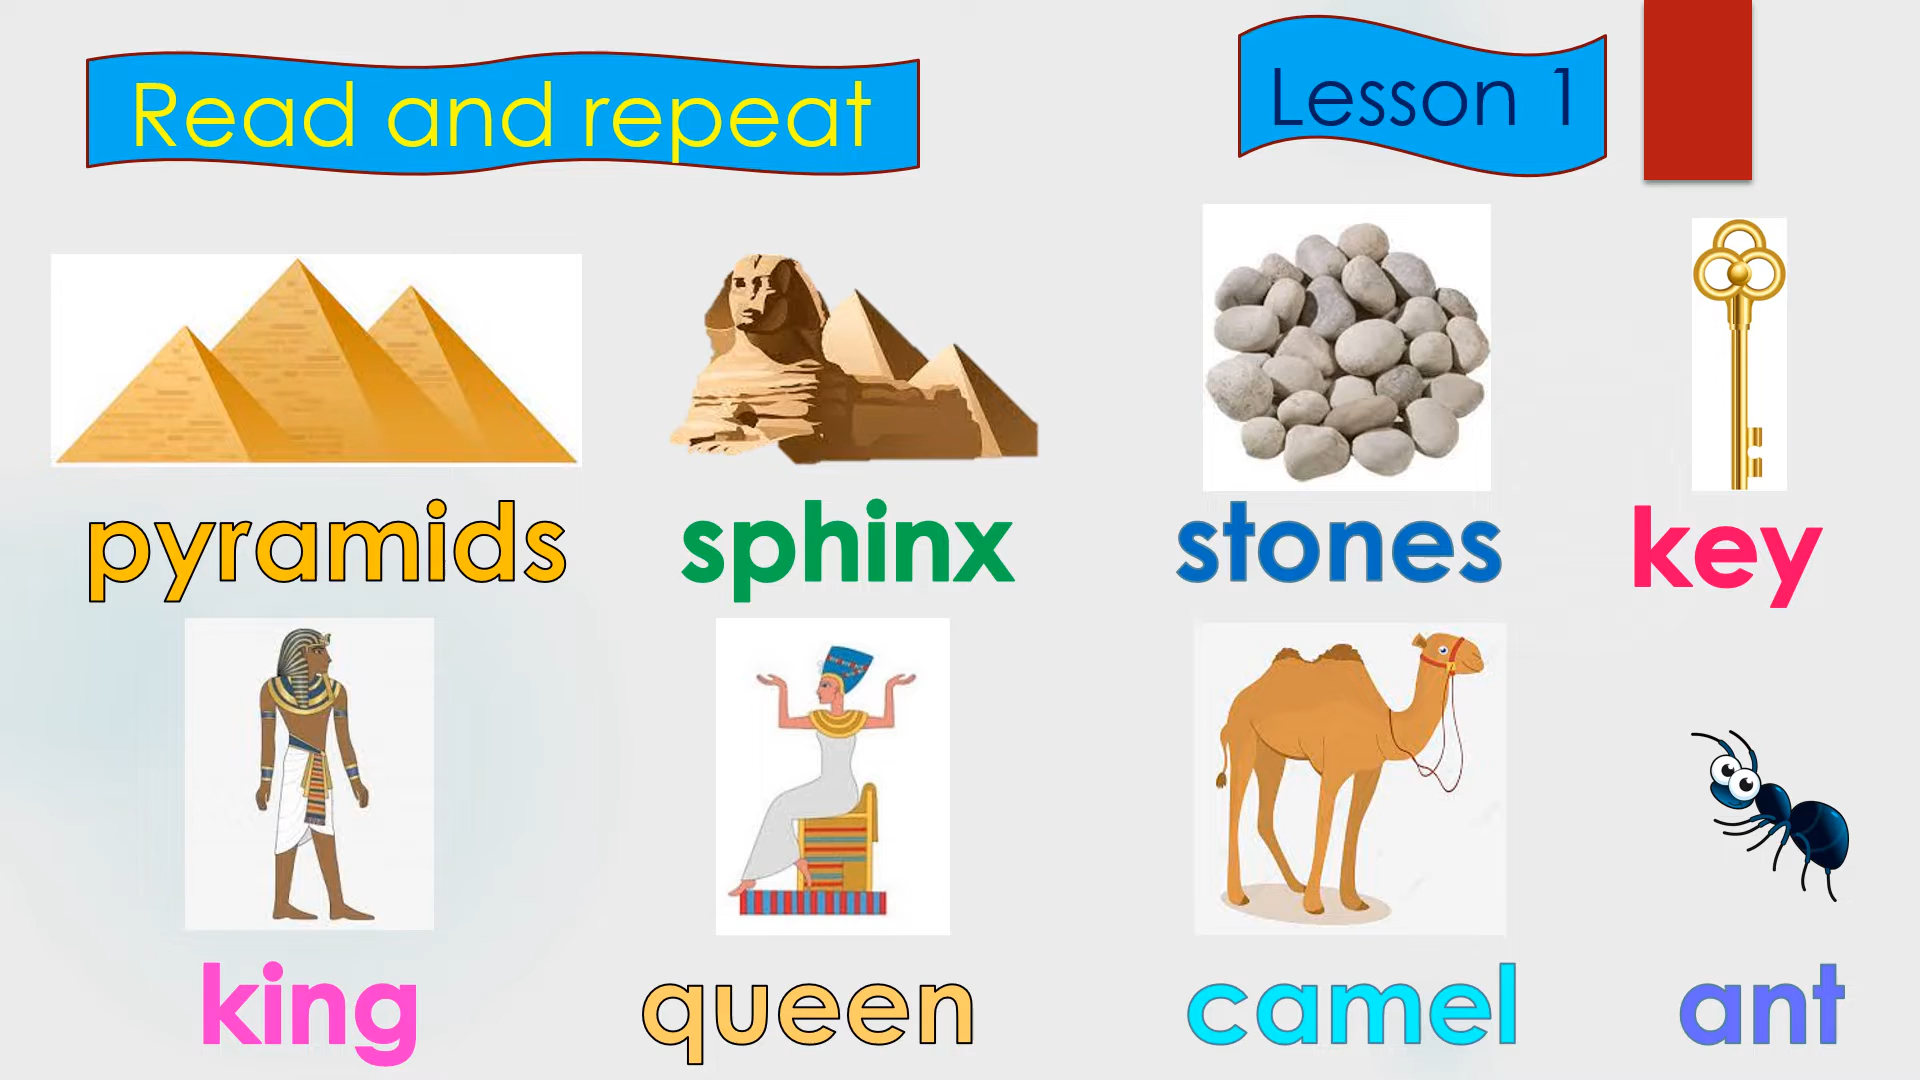 Read and repeat
Lesson 1
pyramids
sphinx
stones
key
king
queen
camel
ant